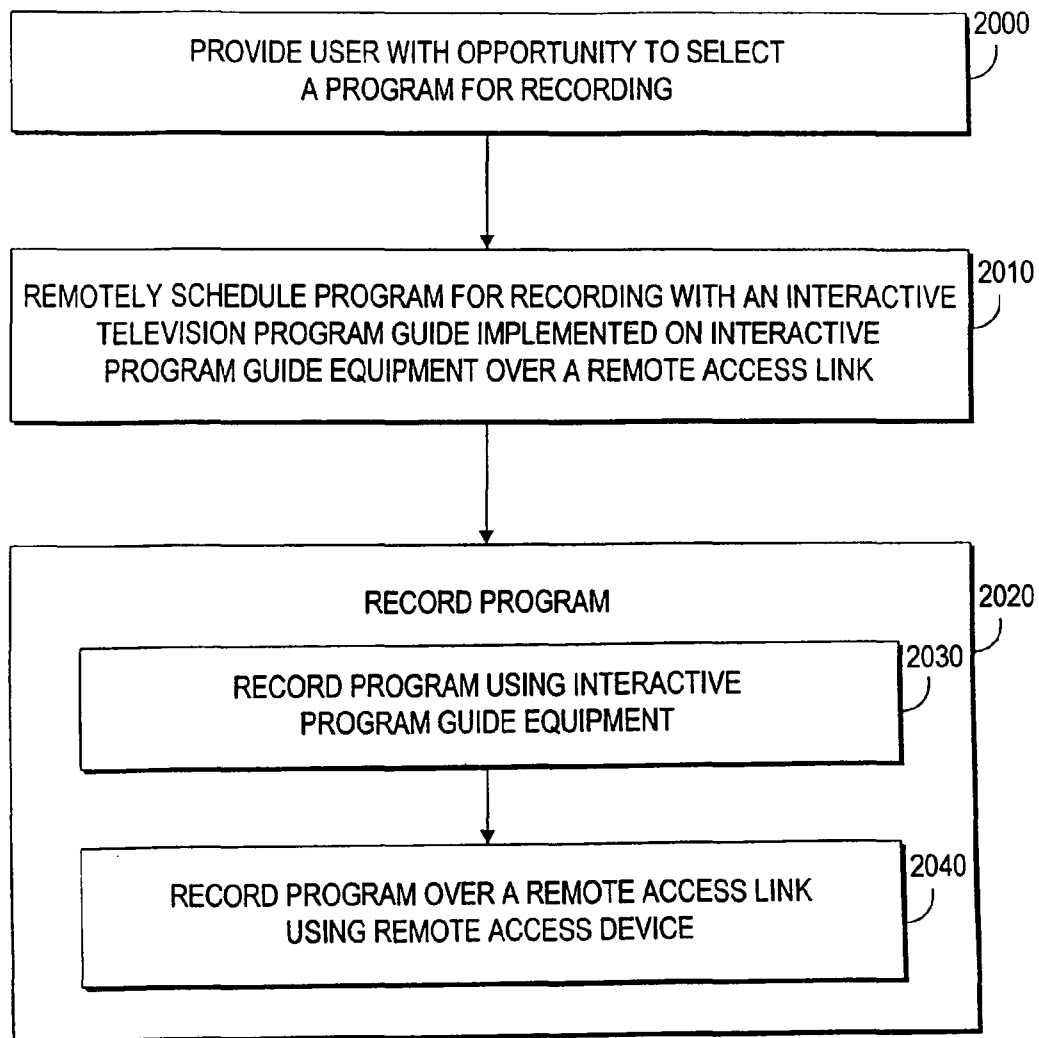 2000
PROVIDE USER WITH OPPORTUNITY TO SELECT
A PROGRAM FOR RECORDING
2010
REMOTELY SCHEDULE PROGRAM FOR RECORDING WITH AN INTERACTIVE
TELEVISION PROGRAM GUIDE IMPLEMENTED ON INTERACTIVE
PROGRAM GUIDE EQUIPMENT OVER A REMOTE ACCESS LINK
RECORD PROGRAM
2020
2030
RECORD PROGRAM USING INTERACTIVE
PROGRAM GUIDE EQUIPMENT
2040
RECORD PROGRAM OVER A REMOTE ACCESS LINK
USING REMOTE ACCESS DEVICE